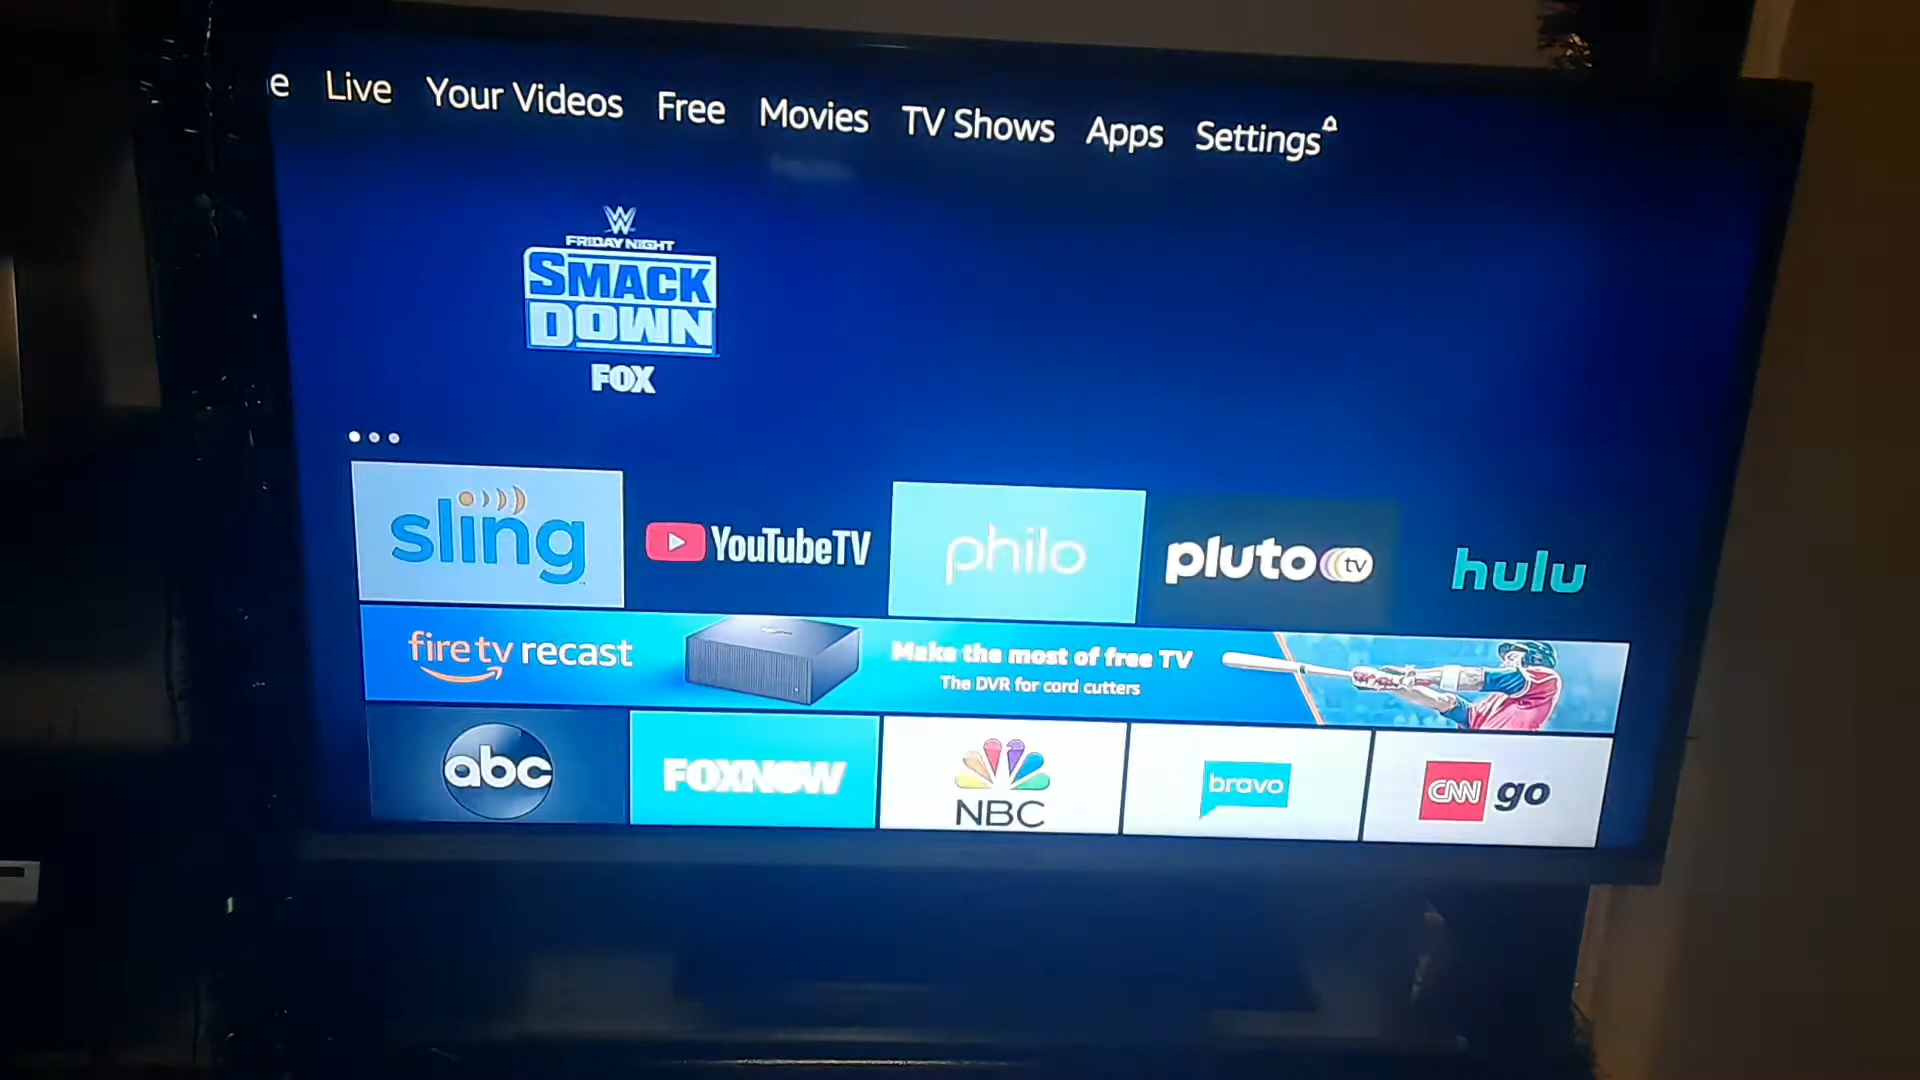 e Live Your Videos Free Movies TV Shows Apps Settings
W
FRIDAY NIGHT
SMACK
DOWN
FOX
sling YouTubeTV philo pluto tv hulu
fire tv recast Make the most of free TV
The DVR for cord cutters
abc FOXNOW NBC bravo CNN go